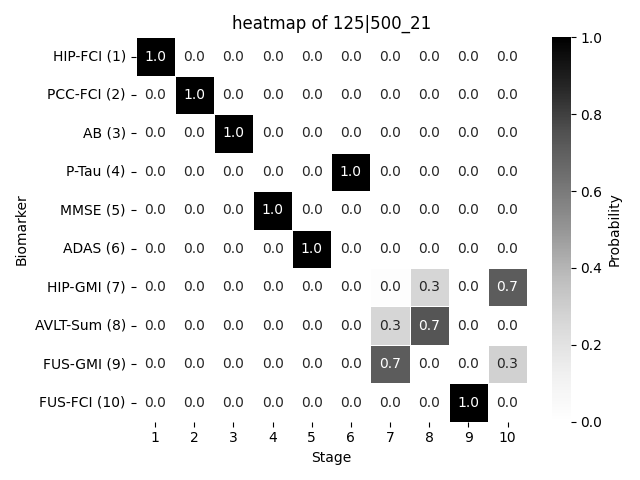 heatmap of 125|500_21
HIP-FCI (1) 1.0 0.0 0.0 0.0 0.0 0.0 0.0 0.0 0.0 0.0
PCC-FCI (2) 0.0 1.0 0.0 0.0 0.0 0.0 0.0 0.0 0.0 0.0
AB (3) 0.0 0.0 1.0 0.0 0.0 0.0 0.0 0.0 0.0 0.0
P-Tau (4) 0.0 0.0 0.0 0.0 0.0 1.0 0.0 0.0 0.0 0.0
MMSE (5) 0.0 0.0 0.0 1.0 0.0 0.0 0.0 0.0 0.0 0.0
ADAS (6) 0.0 0.0 0.0 0.0 1.0 0.0 0.0 0.0 0.0 0.0
HIP-GMI (7) 0.0 0.0 0.0 0.0 0.0 0.0 0.0 0.3 0.0 0.7
AVLT-Sum (8) 0.0 0.0 0.0 0.0 0.0 0.0 0.3 0.7 0.0 0.0
FUS-GMI (9) 0.0 0.0 0.0 0.0 0.0 0.0 0.7 0.0 0.0 0.3
FUS-FCI (10) 0.0 0.0 0.0 0.0 0.0 0.0 0.0 0.0 1.0 0.0
1 2 3 4 5 6 7 8 9 10
Stage
Biomarker
1.0
0.8
0.6
0.4
0.2
0.0
Probability